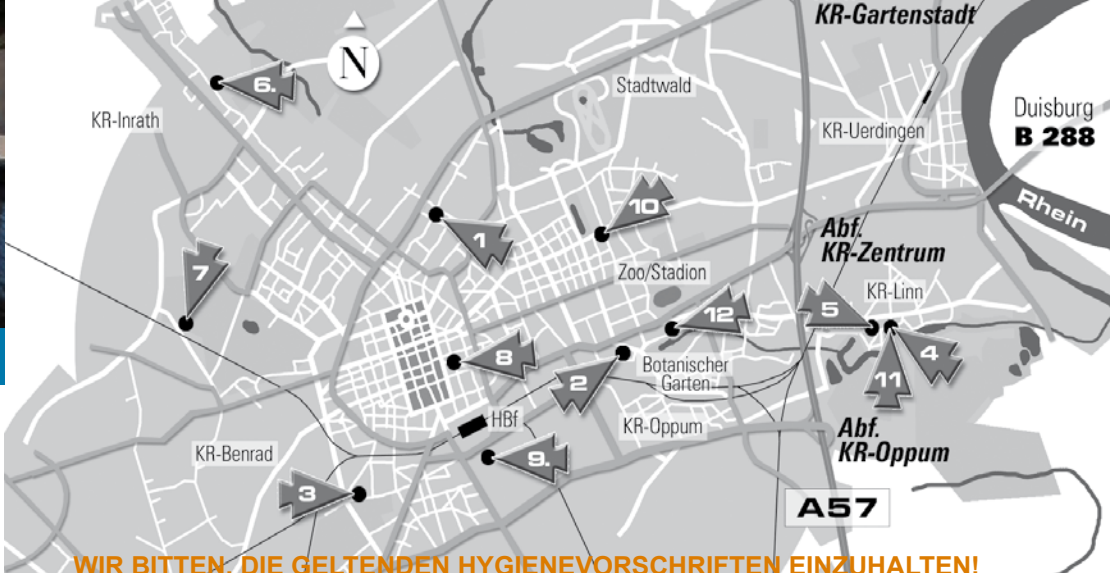 KR-Gartenstadt
N
6.
Stadtwald
KR-Inrath
KR-Uerdingen
Duisburg
B 288
10
Rhein
1
Abf.
KR-Zentrum
7
Zoo/Stadion
KR-Linn
12
5
8
4
2
Botanischer
Garten
11
HBf
KR-Oppum
Abf.
KR-Oppum
KR-Benrad
9.
3
A57
WIR BITTEN, DIE GELTENDEN HYGIENEVORSCHRIFTEN EINZUHALTEN!